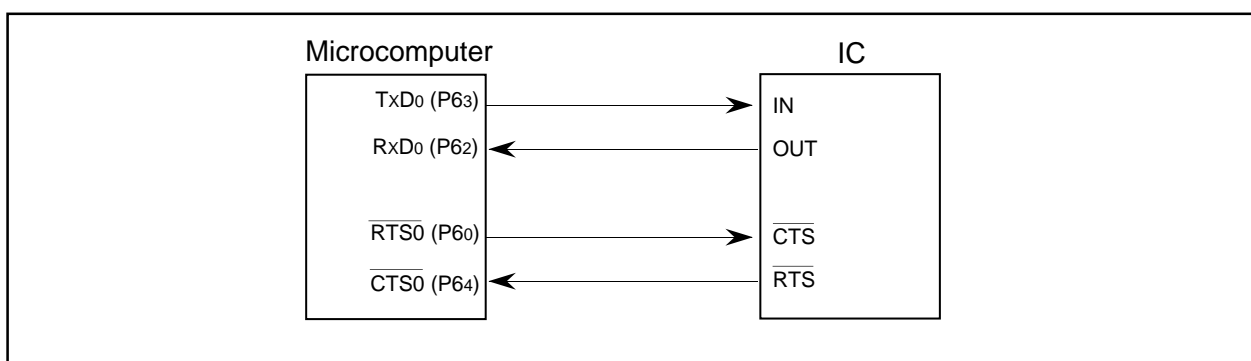 Microcomputer
IC
TxD0 (P63)
IN
RxD0 (P62)
OUT
RTS0 (P60)
CTS
CTS0 (P64)
RTS